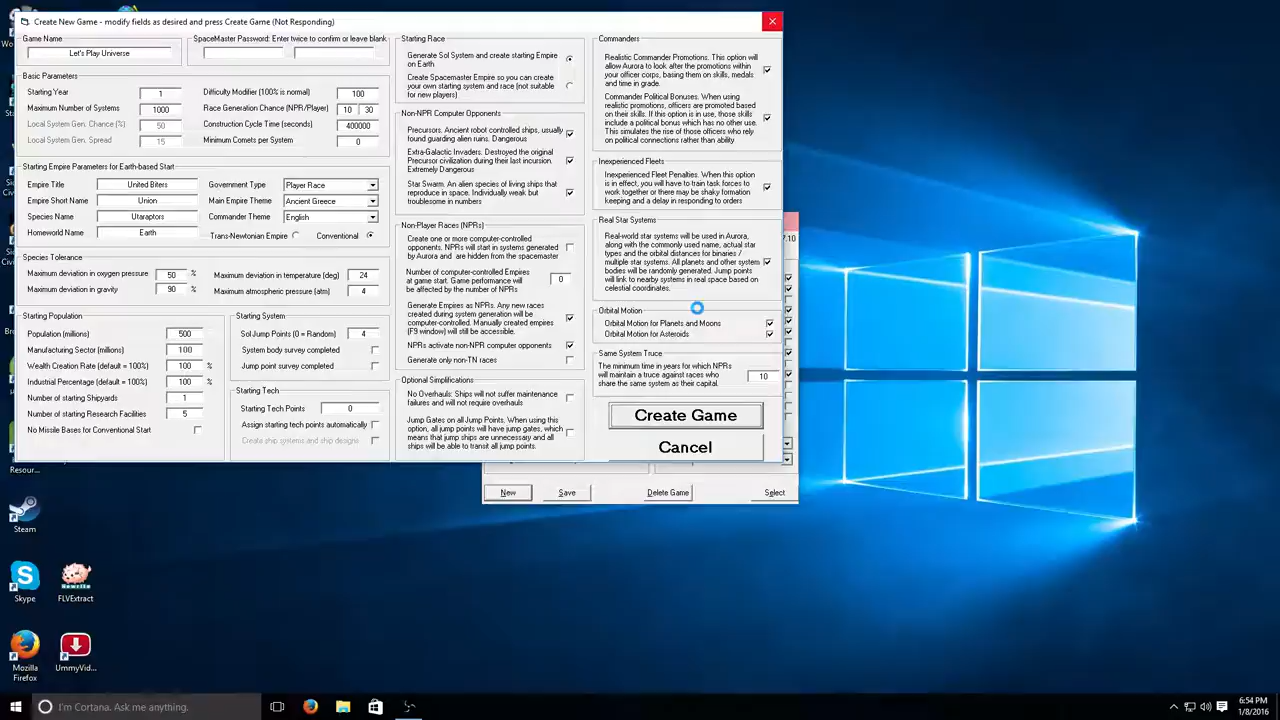 Create New Game - modify fields as desired and press Create Game (Not Responding)
Game Name
Let's Play Universe
SpaceMaster Password: Enter twice to confirm or leave blank
Basic Parameters
Starting Year 1
Maximum Number of Systems 1000
Local System Gen. Chance (%) 50
Local System Gen. Spread 15
Difficulty Modifier (100% is normal) 100
Race Generation Chance (NPR/Player) 10 30
Construction Cycle Time (seconds) 400000
Minimum Comets per System 0
Starting Empire Parameters for Earth-based Start
Empire Title United Biters
Empire Short Name Union
Species Name Utaraptors
Homeworld Name Earth
Government Type Player Race
Main Empire Theme Ancient Greece
Commander Theme English
Trans-Newtonian Empire Conventional
Species Tolerance
Maximum deviation in oxygen pressure 50 %
Maximum deviation in gravity 90 %
Maximum deviation in temperature (deg) 24
Maximum atmospheric pressure (atm) 4
Starting Population
Population (millions) 500
Manufacturing Sector (millions) 100
Wealth Creation Rate (default = 100%) 100 %
Industrial Percentage (default = 100%) 100 %
Number of starting Shipyards 1
Number of starting Research Facilities 5
No Missile Bases for Conventional Start
Starting System
Sol Jump Points (0 = Random) 4
System body survey completed
Jump point survey completed
Starting Tech
Starting Tech Points 0
Assign starting tech points automatically
Create ship systems and ship designs
Starting Race
Generate Sol System and create starting Empire
on Earth
Create Spacemaster Empire so you can create
your own starting system and race (not suitable
for new players)
Non-NPR Computer Opponents
Precursors. Ancient robot controlled ships, usually
found guarding alien ruins. Dangerous
Extra-Galactic Invaders. Destroyed the original
Precursor civilization during their last incursion.
Extremely Dangerous
Star Swarm. An alien species of living ships that
reproduce in space. Individually weak but
troublesome in numbers
Non-Player Races (NPRs)
Create one or more computer-controlled
opponents. NPRs will start in systems generated
by Aurora and are hidden from the spacemaster
Number of computer-controlled Empires
at game start. Game performance will
be affected by the number of NPRs
0
Generate Empires as NPRs. Any new races
created during system generation will be
computer-controlled. Manually created empires
(F9 window) will still be accessible.
NPRs activate non-NPR computer opponents
Generate only non-TN races
Optional Simplifications
No Overhauls: Ships will not suffer maintenance
failures and will not require overhauls
Jump Gates on all Jump Points. When using this
option, all jump points will have jump gates, which
means that jump ships are unnecessary and all
ships will be able to transit all jump points.
Commanders
Realistic Commander Promotions. This option will
allow Aurora to look after the promotions within
your officer corps, basing them on skills, medals
and time in grade.
Commander Political Bonuses. When using
realistic promotions, officers are promoted based
on their skills. If this option is in use, those skills
include a political bonus which has no other use.
This simulates the rise of those officers who rely
on political connections rather than ability
Inexperienced Fleets
Inexperienced Fleet Penalties. When this option
is in effect, you will have to train task forces to
work together or there may be shaky formation
keeping and a delay in responding to orders
Real Star Systems
Real-world star systems will be used in Aurora,
along with the commonly used name, actual star
types and the orbital distances for binaries /
multiple star systems. All planets and other system
bodies will be randomly generated. Jump points
will link to nearby systems in real space based on
celestial coordinates.
Orbital Motion
Orbital Motion for Planets and Moons
Orbital Motion for Asteroids
Same System Truce
The minimum time in years for which NPRs
will maintain a truce against races who
share the same system as their capital.
10
Create Game
Cancel
7.10
New Save Delete Game Select
Resour...
Steam
Skype
FLVExtract
Mozilla
Firefox
UmmyVid...
I'm Cortana. Ask me anything.
6:54 PM
1/8/2016